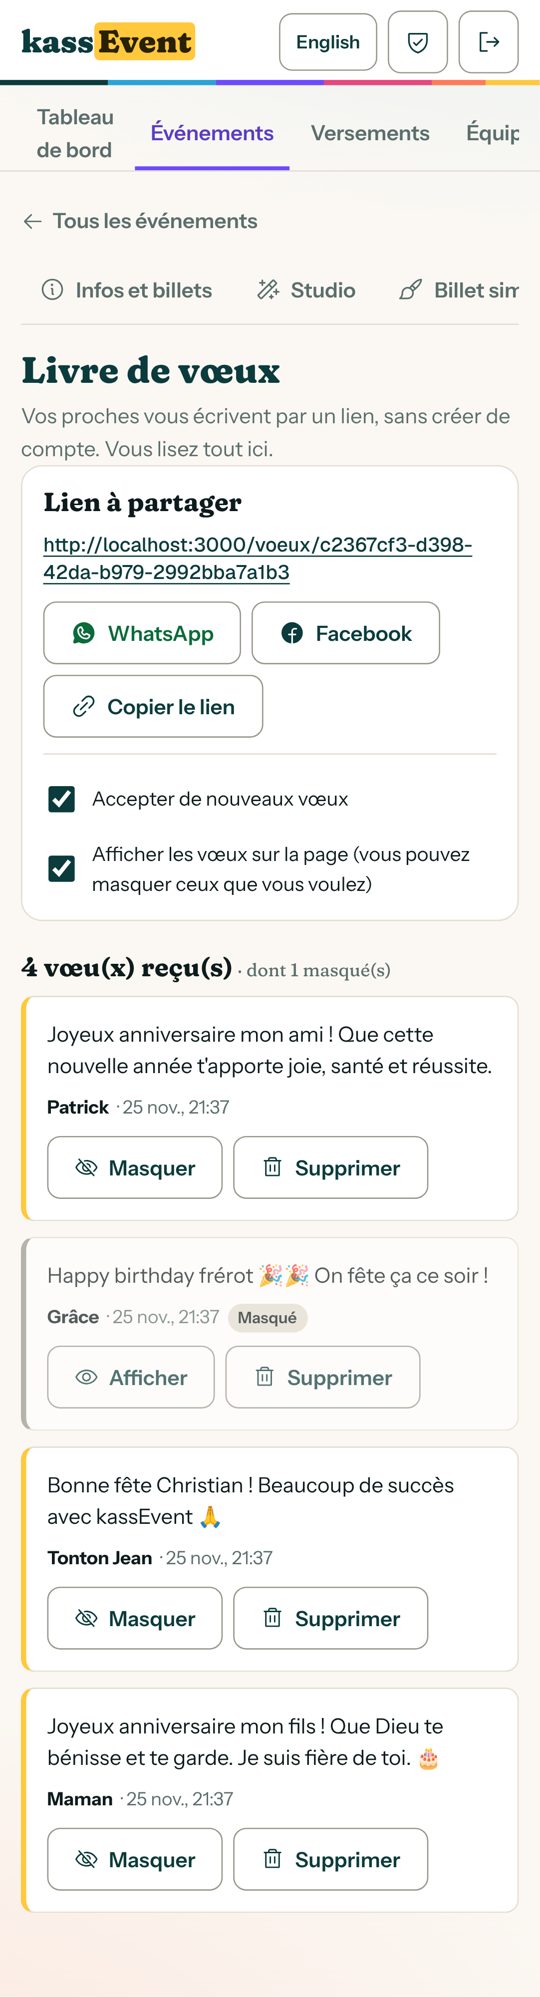 kassEvent
English
Tableau
de bord
Événements
Versements
Équip
← Tous les événements
Infos et billets
Studio
Billet sim
Livre de vœux
Vos proches vous écrivent par un lien, sans créer de
compte. Vous lisez tout ici.
Lien à partager
http://localhost:3000/voeux/c2367cf3-d398-
42da-b979-2992bba7a1b3
WhatsApp
Facebook
Copier le lien
Accepter de nouveaux vœux
Afficher les vœux sur la page (vous pouvez
masquer ceux que vous voulez)
4 vœu(x) reçu(s) · dont 1 masqué(s)
Joyeux anniversaire mon ami ! Que cette
nouvelle année t'apporte joie, santé et réussite.
Patrick · 25 nov., 21:37
Masquer
Supprimer
Happy birthday frérot 🎉🎉 On fête ça ce soir !
Grâce · 25 nov., 21:37 Masqué
Afficher
Supprimer
Bonne fête Christian ! Beaucoup de succès
avec kassEvent 🙏
Tonton Jean · 25 nov., 21:37
Masquer
Supprimer
Joyeux anniversaire mon fils ! Que Dieu te
bénisse et te garde. Je suis fière de toi. 🎂
Maman · 25 nov., 21:37
Masquer
Supprimer